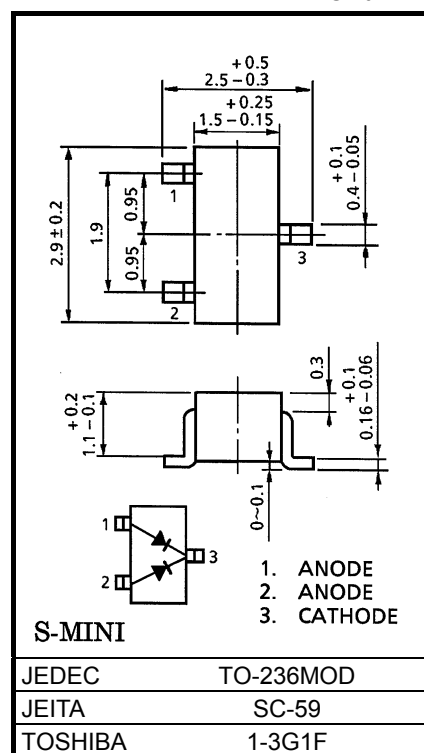 +0.5
2.5 – 0.3
+0.25
1.5 – 0.15
+0.1
0.4 – 0.05
2.9 ± 0.2
1.9
0.95
0.95
1
2
3
+0.2
1.1 – 0.1
0.3
+0.1
0.16 – 0.06
0~0.1
1
2
3
1. ANODE
2. ANODE
3. CATHODE
S-MINI
JEDEC TO-236MOD
JEITA SC-59
TOSHIBA 1-3G1F